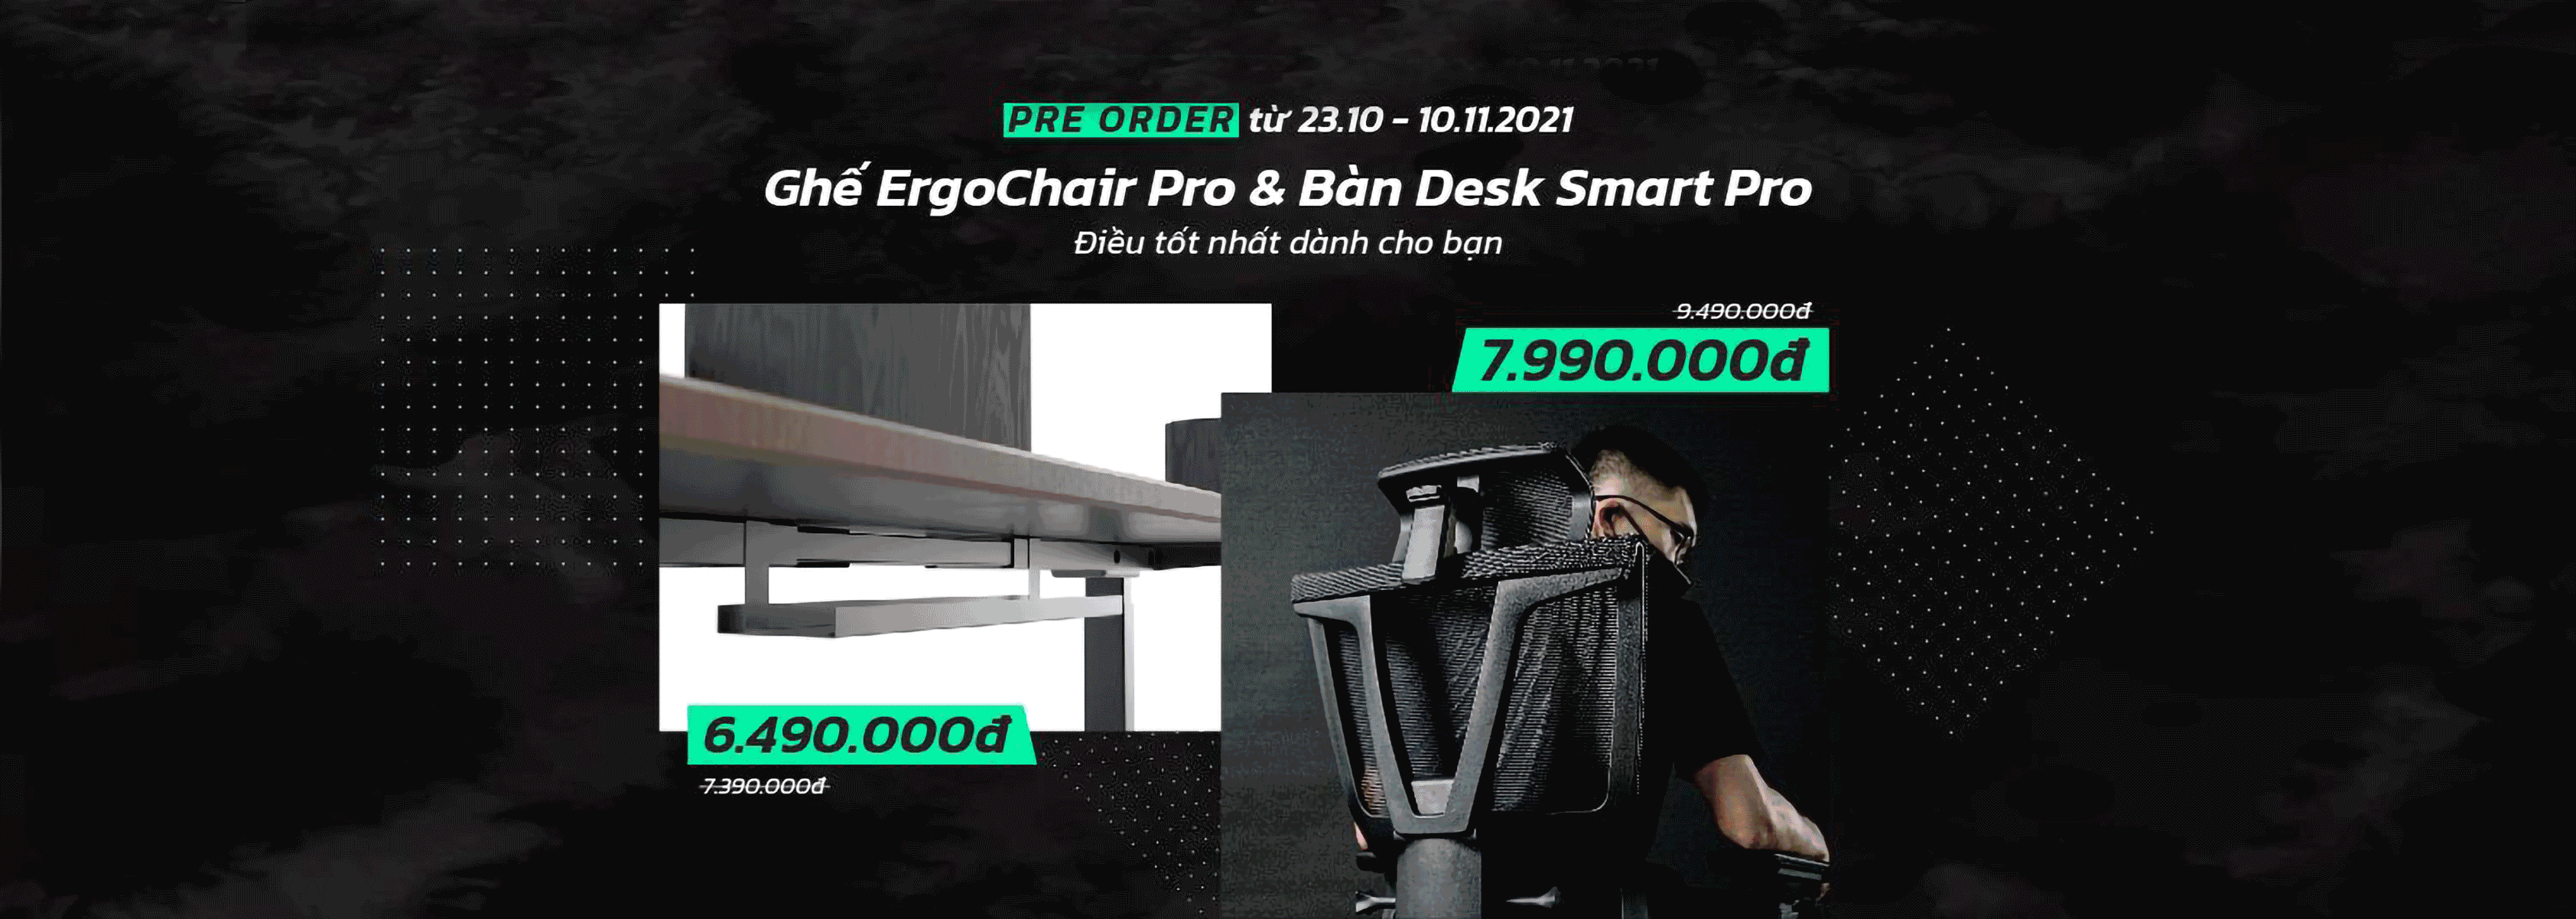 PRE ORDER từ 23.10 - 10.11.2021
Ghế ErgoChair Pro & Bàn Desk Smart Pro
Điều tốt nhất dành cho bạn
9.490.000đ
7.990.000đ
6.490.000đ
7.390.000đ